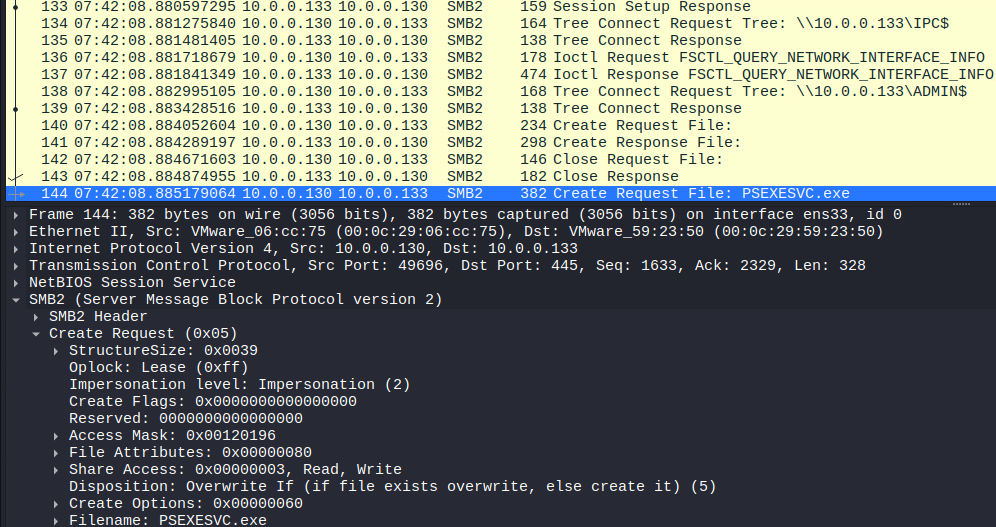 133 07:42:08.880597295 10.0.0.133 10.0.0.130 SMB2 159 Session Setup Response
134 07:42:08.881275840 10.0.0.130 10.0.0.133 SMB2 164 Tree Connect Request Tree: \\10.0.0.133\IPC$
135 07:42:08.881481405 10.0.0.133 10.0.0.130 SMB2 138 Tree Connect Response
136 07:42:08.881718679 10.0.0.130 10.0.0.133 SMB2 178 Ioctl Request FSCTL_QUERY_NETWORK_INTERFACE_INFO
137 07:42:08.881841349 10.0.0.133 10.0.0.130 SMB2 474 Ioctl Response FSCTL_QUERY_NETWORK_INTERFACE_INFO
138 07:42:08.882995105 10.0.0.130 10.0.0.133 SMB2 168 Tree Connect Request Tree: \\10.0.0.133\ADMIN$
139 07:42:08.883428516 10.0.0.133 10.0.0.130 SMB2 138 Tree Connect Response
140 07:42:08.884052604 10.0.0.130 10.0.0.133 SMB2 234 Create Request File:
141 07:42:08.884289197 10.0.0.133 10.0.0.130 SMB2 298 Create Response File:
142 07:42:08.884671603 10.0.0.130 10.0.0.133 SMB2 146 Close Request File:
143 07:42:08.884874955 10.0.0.133 10.0.0.130 SMB2 182 Close Response
144 07:42:08.885179064 10.0.0.130 10.0.0.133 SMB2 382 Create Request File: PSEXESVC.exe
Frame 144: 382 bytes on wire (3056 bits), 382 bytes captured (3056 bits) on interface ens33, id 0
Ethernet II, Src: VMware_06:cc:75 (00:0c:29:06:cc:75), Dst: VMware_59:23:50 (00:0c:29:59:23:50)
Internet Protocol Version 4, Src: 10.0.0.130, Dst: 10.0.0.133
Transmission Control Protocol, Src Port: 49696, Dst Port: 445, Seq: 1633, Ack: 2329, Len: 328
NetBIOS Session Service
SMB2 (Server Message Block Protocol version 2)
SMB2 Header
Create Request (0x05)
StructureSize: 0x0039
Oplock: Lease (0xff)
Impersonation level: Impersonation (2)
Create Flags: 0x0000000000000000
Reserved: 0000000000000000
Access Mask: 0x00120196
File Attributes: 0x00000080
Share Access: 0x00000003, Read, Write
Disposition: Overwrite If (if file exists overwrite, else create it) (5)
Create Options: 0x00000060
Filename: PSEXESVC.exe